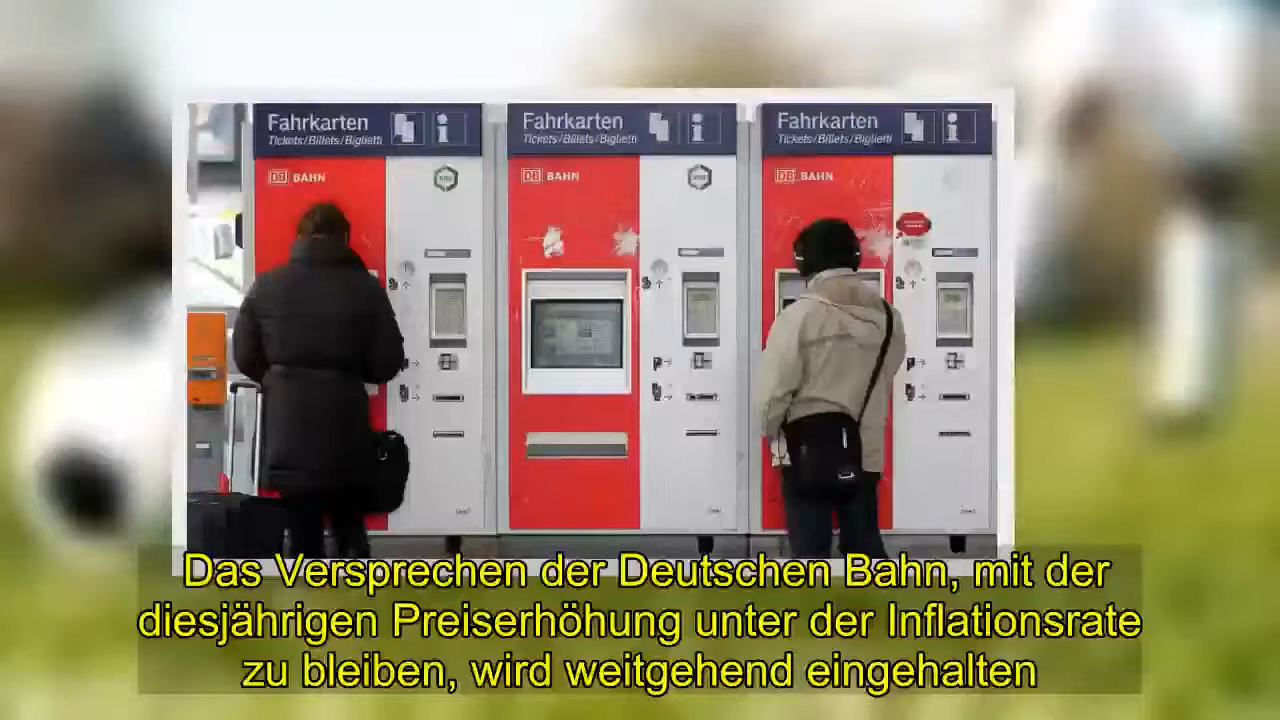 Fahrkarten
Tickets/Billets/Biglietti
Fahrkarten
Tickets/Billets/Biglietti
Fahrkarten
Tickets/Billets/Biglietti
DB BAHN
DB BAHN
DB BAHN
Das Versprechen der Deutschen Bahn, mit der
diesjährigen Preiserhöhung unter der Inflationsrate
zu bleiben, wird weitgehend eingehalten